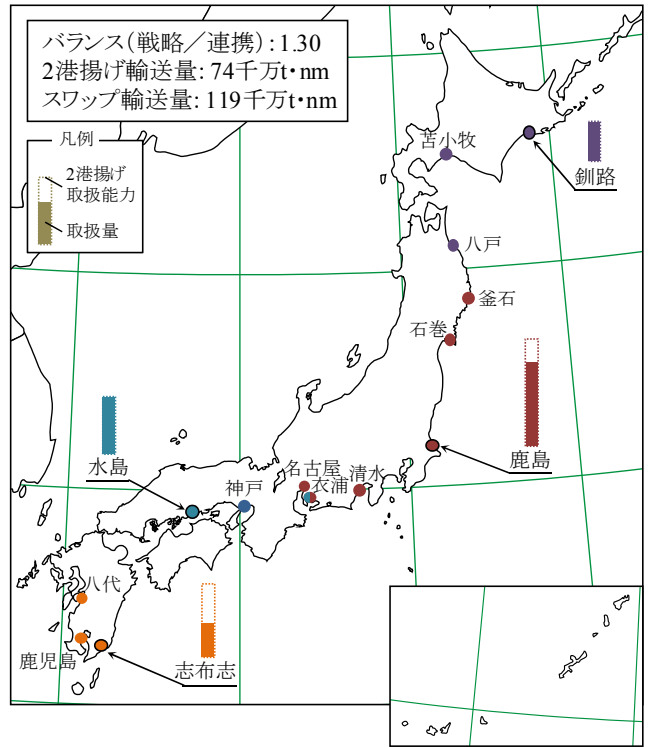 バランス(戦略／連携):1.30
2港揚げ輸送量:74千万t・nm
スワップ輸送量:119千万t・nm
凡例
2港揚げ
取扱能力
取扱量
苫小牧
釧路
八戸
釜石
石巻
鹿島
水島
神戸
名古屋
衣浦
清水
八代
鹿児島
志布志